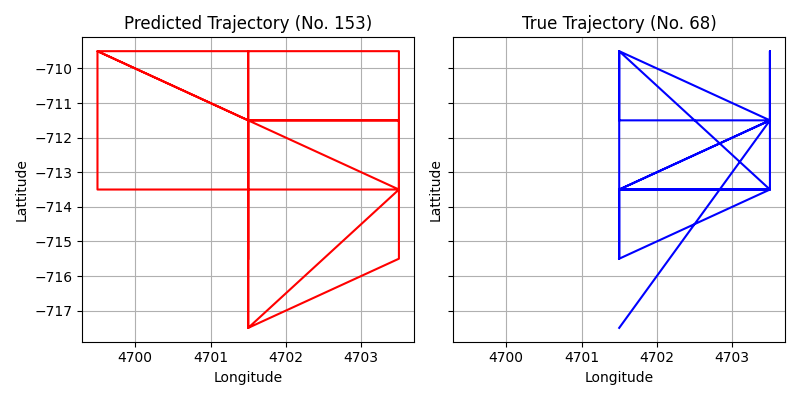 Predicted Trajectory (No. 153)
True Trajectory (No. 68)
−710
−711
−712
−713
−714
−715
−716
−717
Lattitude
Lattitude
4700 4701 4702 4703
4700 4701 4702 4703
Longitude
Longitude